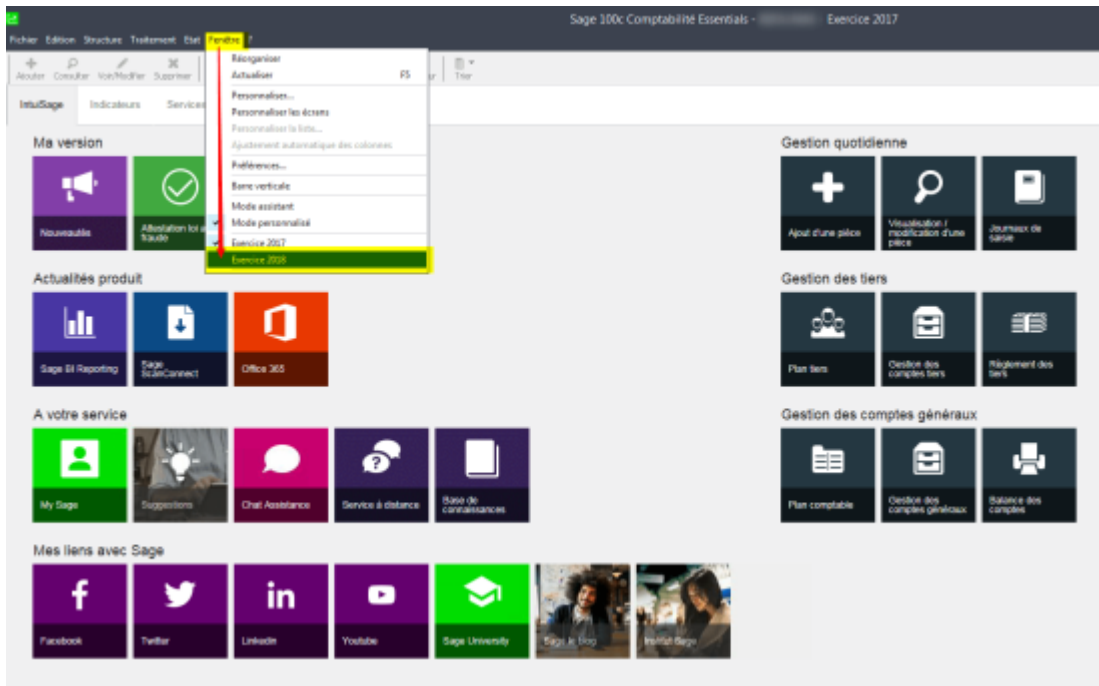 Sage 100c Comptabilité Essentials - Exercice 2017
Fichier Edition Structure Traitement Etat Fenêtre ?
Ajouter Consulter Voir/Modifier Supprimer Trier
Réorganiser
Actualiser F5
Personnaliser...
Personnaliser les écrans
Personnaliser la liste...
Ajustement automatique des colonnes
Préférences...
Barre verticale
Mode assistant
Mode personnalisé
Exercice 2017
Exercice 2018
IntuiSage Indicateurs Services
Ma version
Nouveautés
Attestation loi
fraude
Actualités produit
Sage BI Reporting
Sage
ScanConnect
Office 365
A votre service
My Sage
Suggestions
Chat Assistance
Service à distance
Base de
connaissances
Mes liens avec Sage
Facebook
Twitter
Linkedin
Youtube
Sage University
Sage le blog
Institut Sage
Gestion quotidienne
Ajout d'une pièce
Visualisation /
modification d'une
pièce
Journaux de
saisie
Gestion des tiers
Plan tiers
Gestion des
comptes tiers
Règlement des
tiers
Gestion des comptes généraux
Plan comptable
Gestion des
comptes généraux
Balance des
comptes